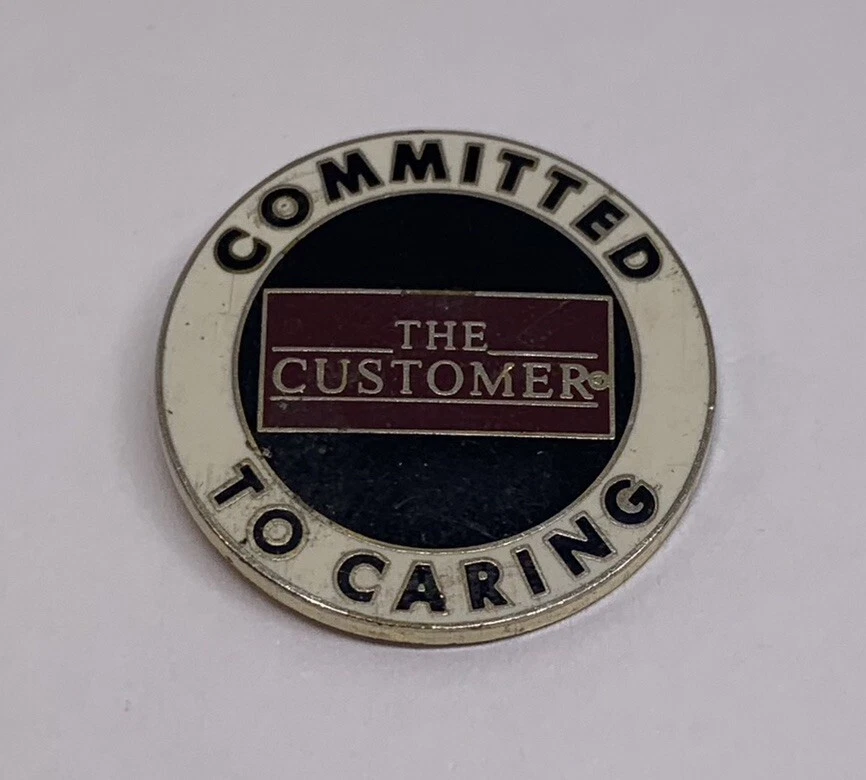 COMMITTED
THE
CUSTOMER®
TO CARING